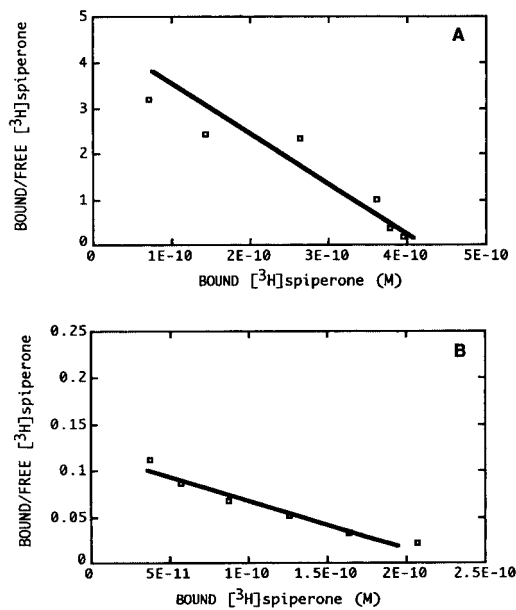 A
BOUND/FREE [³H]spiperone
5
4
3
2
1
0
0 1E-10 2E-10 3E-10 4E-10 5E-10
BOUND [³H]spiperone (M)
B
BOUND/FREE [³H]spiperone
0.25
0.2
0.15
0.1
0.05
0
0 5E-11 1E-10 1.5E-10 2E-10 2.5E-10
BOUND [³H]spiperone (M)